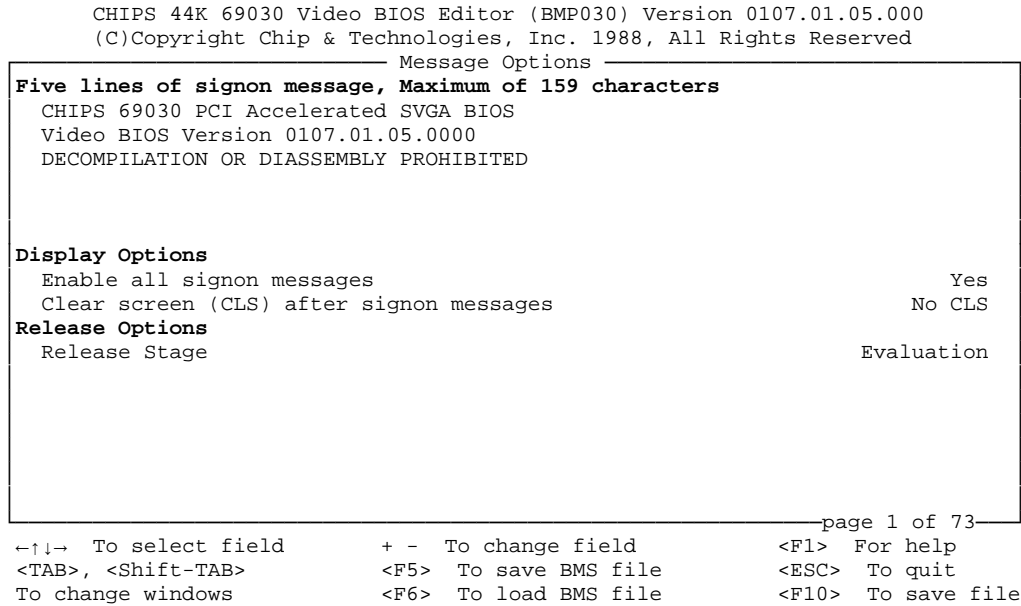 CHIPS 44K 69030 Video BIOS Editor (BMP030) Version 0107.01.05.000
(C)Copyright Chip & Technologies, Inc. 1988, All Rights Reserved
Message Options
Five lines of signon message, Maximum of 159 characters
CHIPS 69030 PCI Accelerated SVGA BIOS
Video BIOS Version 0107.01.05.0000
DECOMPILATION OR DIASSEMBLY PROHIBITED
Display Options
Enable all signon messages Yes
Clear screen (CLS) after signon messages No CLS
Release Options
Release Stage Evaluation
page 1 of 73
←↑↓→ To select field + - To change field <F1> For help
<TAB>, <Shift-TAB> <F5> To save BMS file <ESC> To quit
To change windows <F6> To load BMS file <F10> To save file